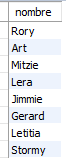 nombre
Rory
Art
Mitzie
Lera
Jimmie
Gerard
Letitia
Stormy